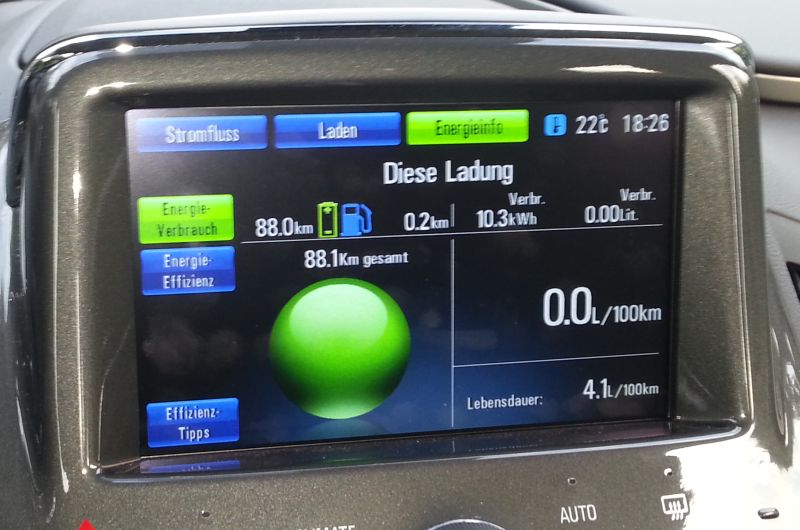 Stromfluss Laden Energieinfo 22°c 18:26
Diese Ladung
Energie-
Verbrauch
88.0km 0.2km
Verbr.
10.3kWh
Verbr.
0.00Lit.
Energie-
Effizienz
88.1Km gesamt
0.0L/100km
Lebensdauer: 4.1L/100km
Effizienz-
Tipps
AUTO